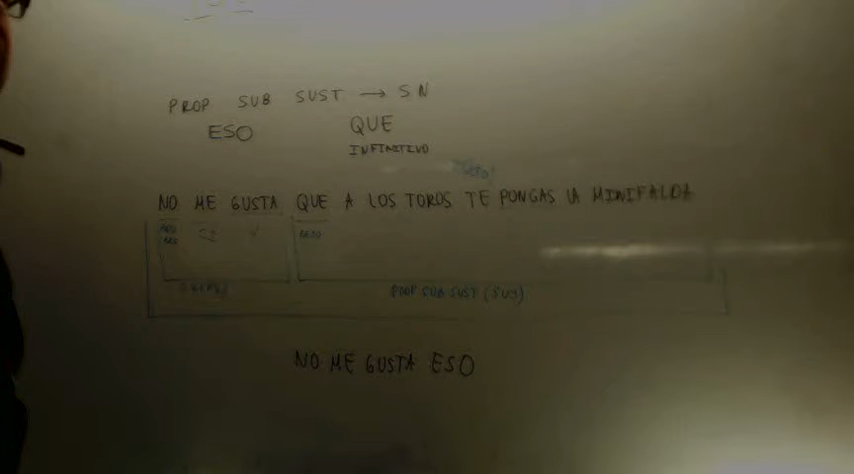 PROP SUB SUST → SN
ESO QUE
INFINITIVO
NO ME GUSTA QUE A LOS TOROS TE PONGAS LA MINIFALDA
PROP SUB SUST (SUJ)
NO ME GUSTA ESO